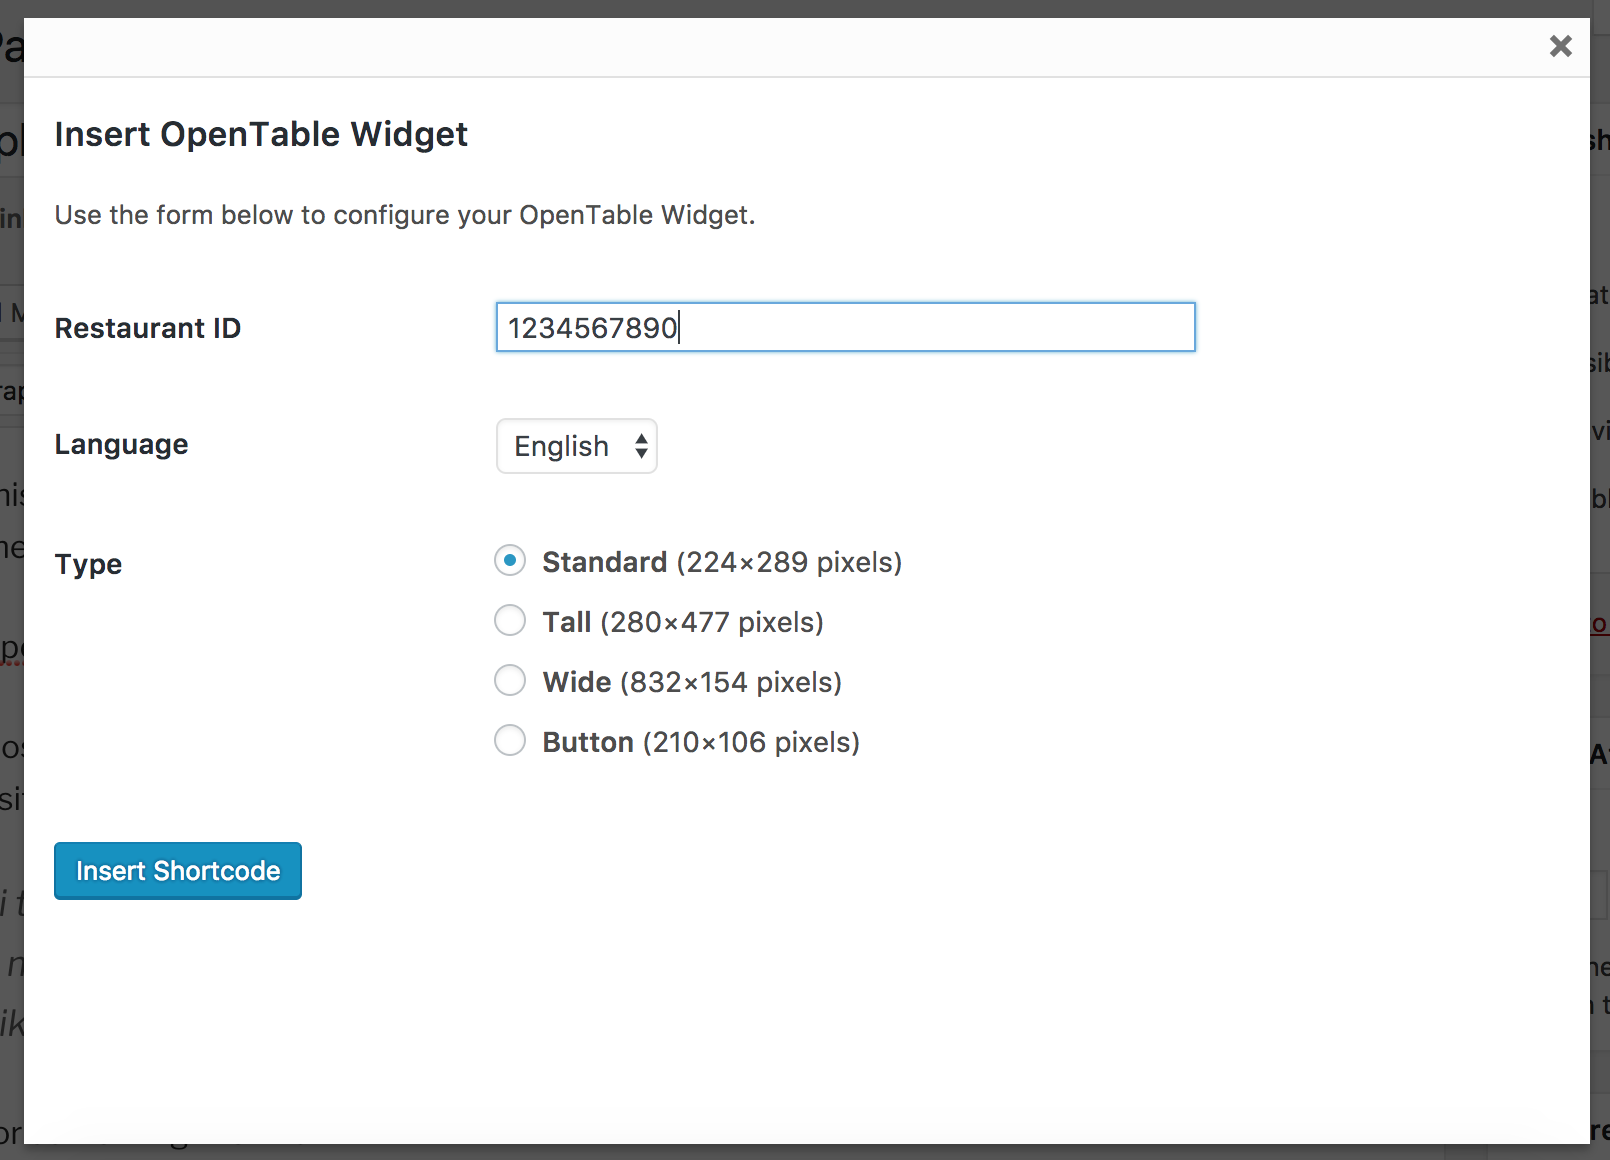 Insert OpenTable Widget
Use the form below to configure your OpenTable Widget.
Restaurant ID
1234567890
Language
English
Type
Standard (224×289 pixels)
Tall (280×477 pixels)
Wide (832×154 pixels)
Button (210×106 pixels)
Insert Shortcode